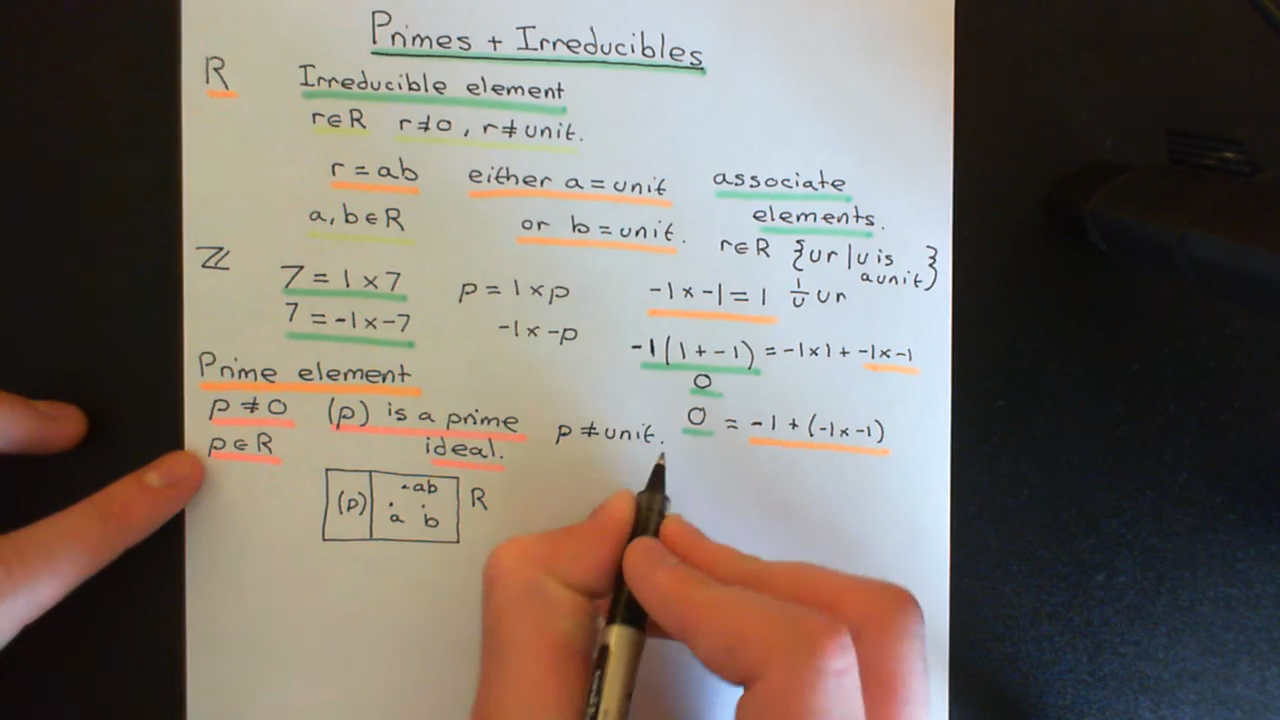 Primes + Irreducibles
R Irreducible element
r∈R r≠0, r≠unit.
r = ab either a = unit
a, b ∈ R or b = unit.
associate
elements.
r∈R {ur | u is a unit}
ℤ
7 = 1 × 7
7 = -1 × -7
p = 1 × p
-1 × -p
-1 × -1 = 1 1/u ur
-1(1 + -1) = -1×1 + -1×-1
0
0 = -1 + (-1×-1)
Prime element
p ≠ 0 (p) is a prime
p∈R ideal.
p ≠ unit.
(p) ab R
a b